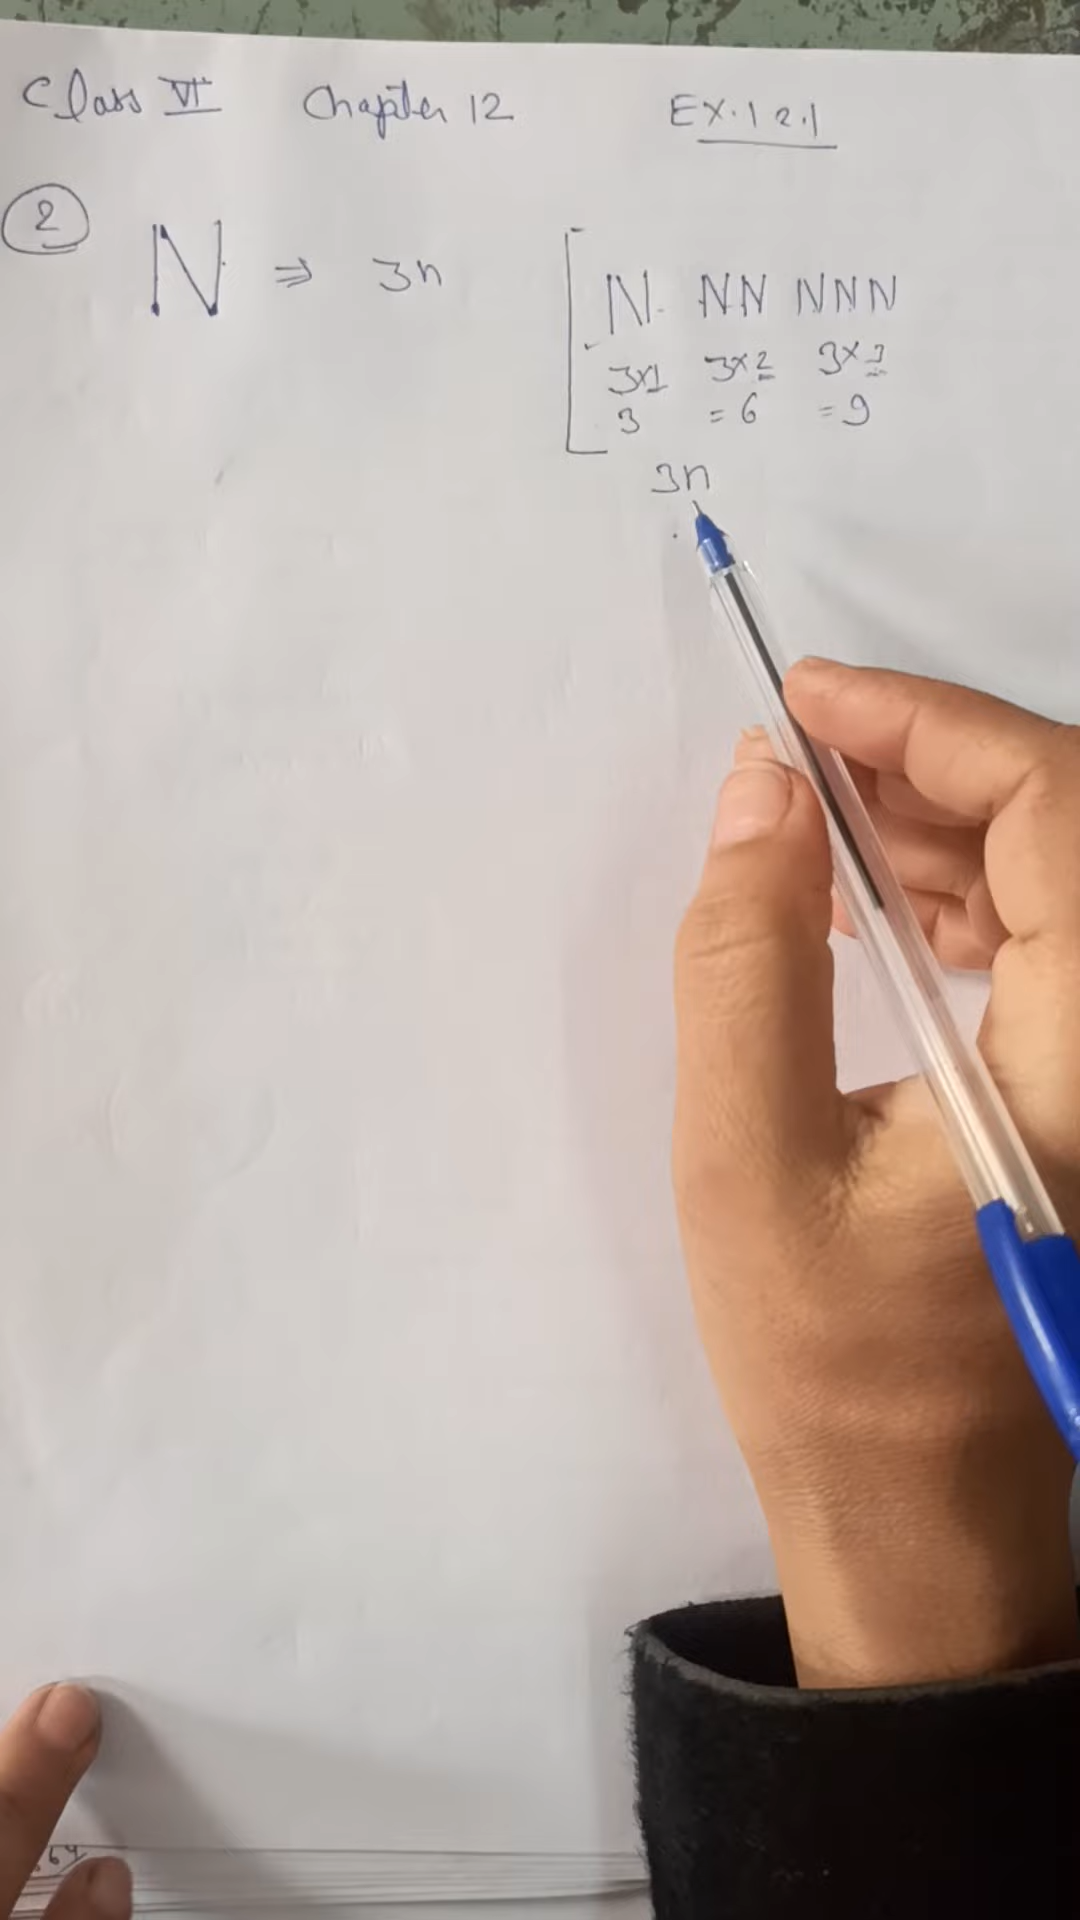 Class VI Chapter 12 EX.12.1
2 N ⇒ 3n
N NN NNN
3×1 3×2 3×3
3 =6 =9
3n
64